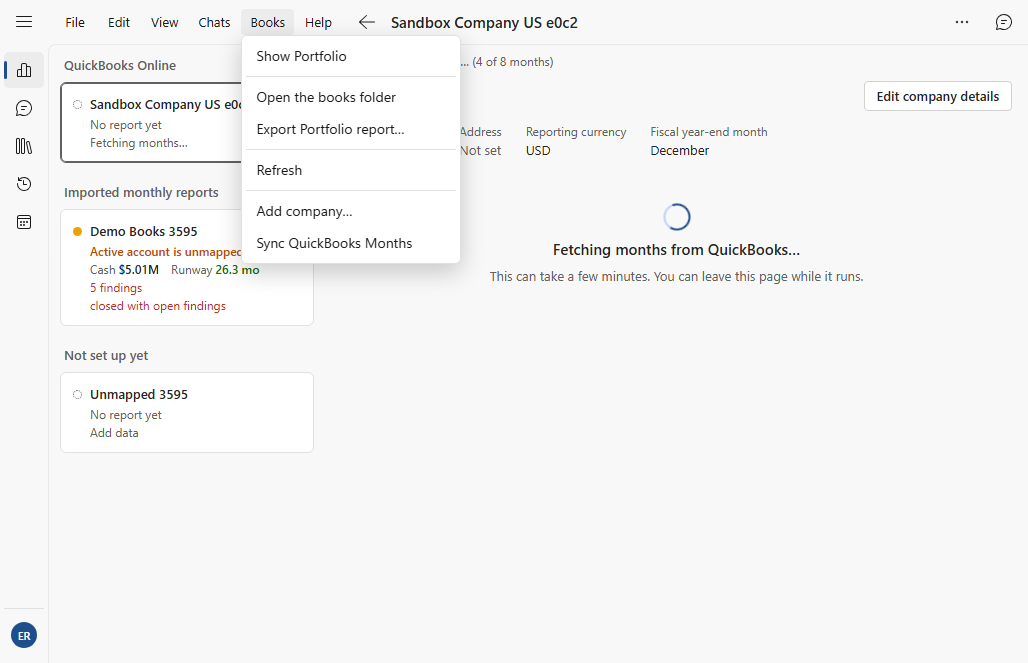 File Edit View Chats Books Help Sandbox Company US e0c2
Show Portfolio
Open the books folder
Export Portfolio report...
Refresh
Add company...
Sync QuickBooks Months
QuickBooks Online
Sandbox Company US
No report yet
Fetching months...
Imported monthly reports
Demo Books 3595
Active account is unmapped
Cash $5.01M Runway 26.3 mo
5 findings
closed with open findings
Not set up yet
Unmapped 3595
No report yet
Add data
... (4 of 8 months)
Edit company details
Address Reporting currency Fiscal year-end month
Not set USD December
Fetching months from QuickBooks...
This can take a few minutes. You can leave this page while it runs.
ER